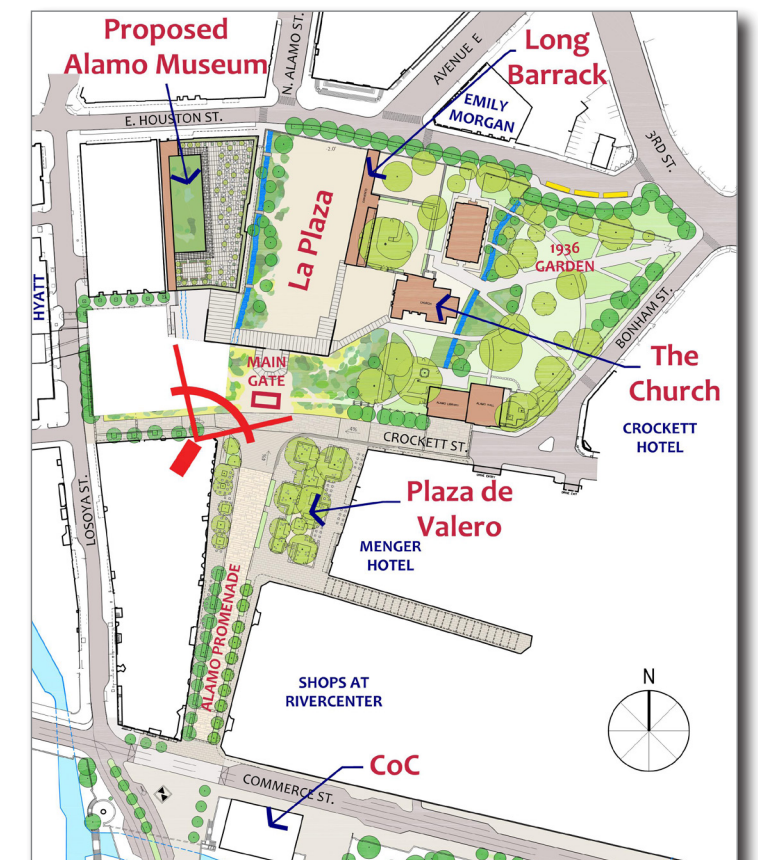 Proposed
Alamo Museum
N. ALAMO ST.
AVENUE E
Long
Barrack
E. HOUSTON ST.
EMILY
MORGAN
3RD ST.
La Plaza
1936
GARDEN
HYATT
CHURCH
BONHAM ST.
MAIN
GATE
The
Church
CROCKETT
HOTEL
CROCKETT ST.
LOSOYA ST.
Plaza de
Valero
MENGER
HOTEL
ALAMO PROMENADE
N
SHOPS AT
RIVERCENTER
CoC
COMMERCE ST.